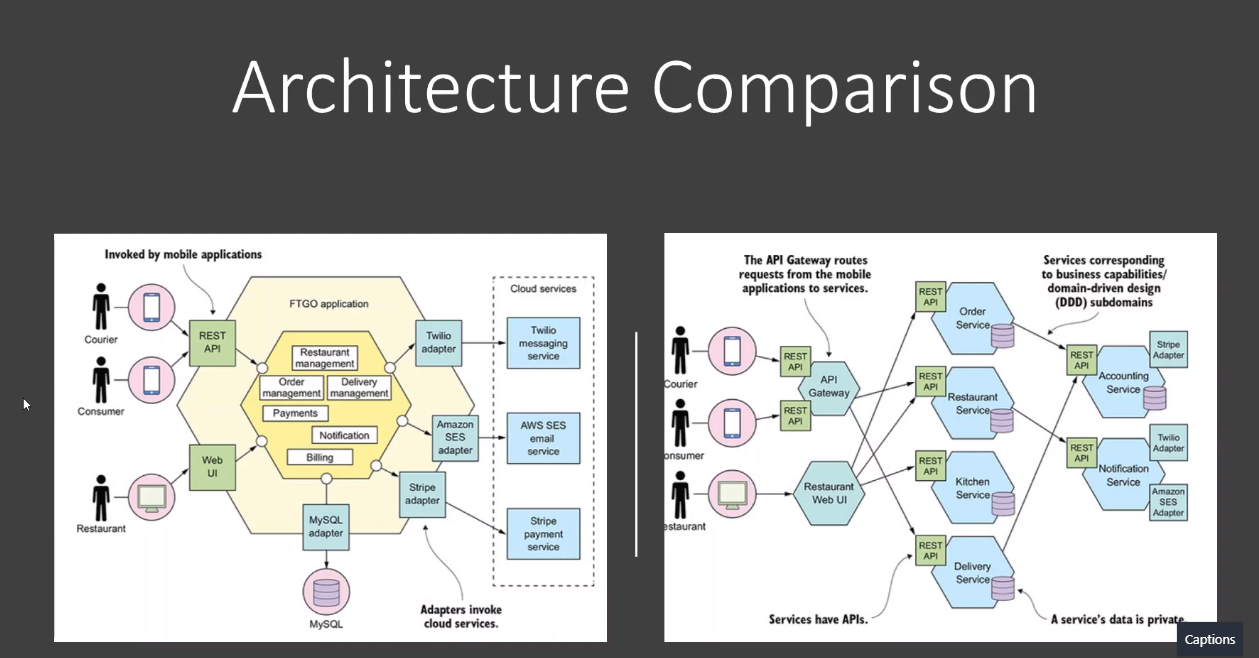 Architecture Comparison
Invoked by mobile applications
FTGO application
Cloud services
Courier
REST
API
Twilio
adapter
Twilio
messaging
service
Restaurant
management
Order
management
Delivery
management
Consumer
Payments
Notification
Billing
Amazon
SES
adapter
AWS SES
email
service
Web
UI
Stripe
adapter
Restaurant
MySQL
adapter
Stripe
payment
service
MySQL
Adapters invoke
cloud services.
The API Gateway routes
requests from the mobile
applications to services.
Services corresponding
to business capabilities/
domain-driven design
(DDD) subdomains
REST
API
Order
Service
Courier
REST
API
API
Gateway
REST
API
REST
API
Restaurant
Service
REST
API
Accounting
Service
Stripe
Adapter
onsumer
Restaurant
Web UI
REST
API
Kitchen
Service
REST
API
Notification
Service
Twilio
Adapter
Amazon
SES
Adapter
estaurant
REST
API
Delivery
Service
Services have APIs.
A service's data is private.
Captions